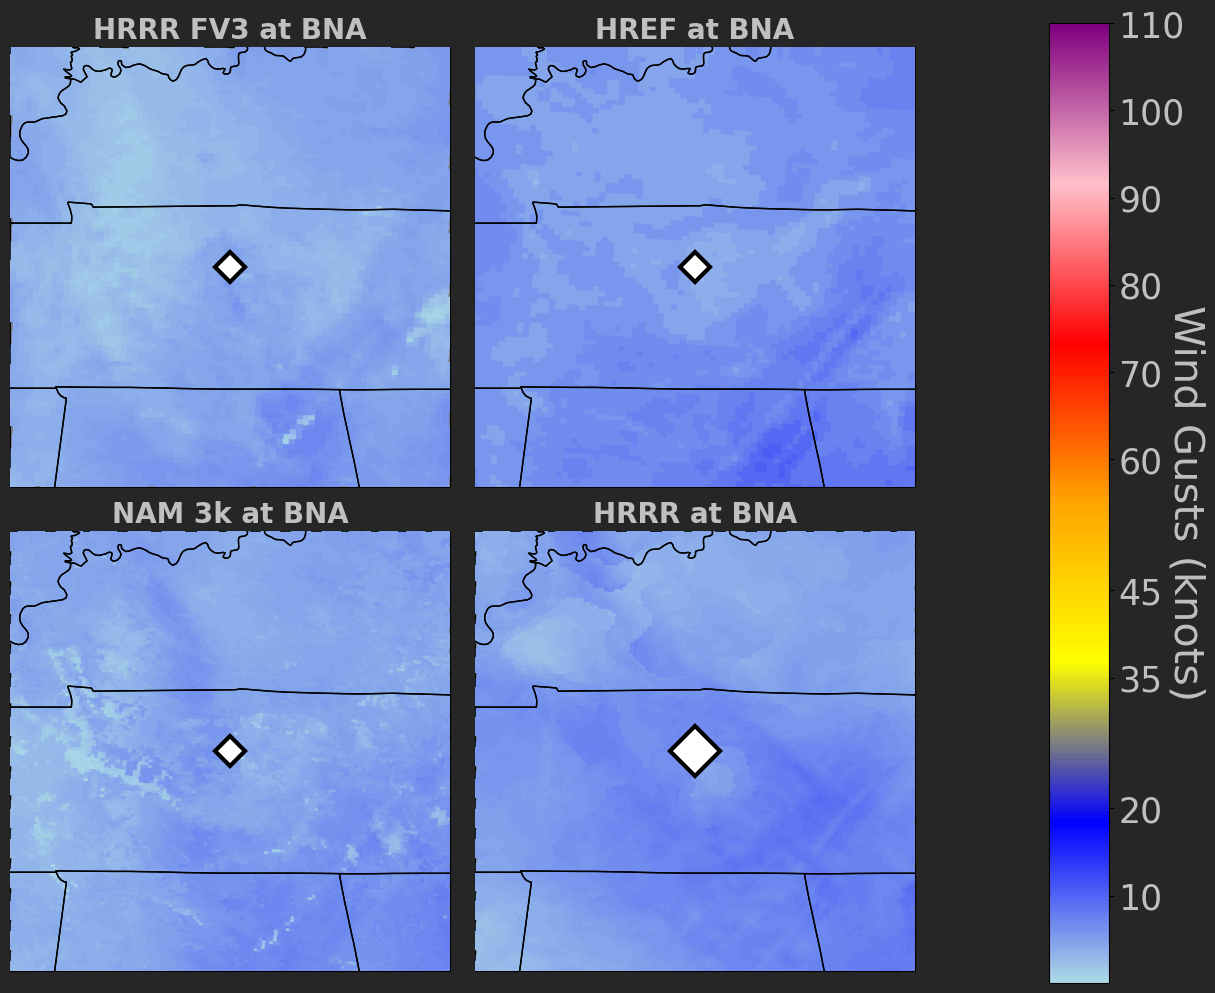 HRRR FV3 at BNA
HREF at BNA
NAM 3k at BNA
HRRR at BNA
110
100
90
80
70
60
45
35
20
10
Wind Gusts (knots)